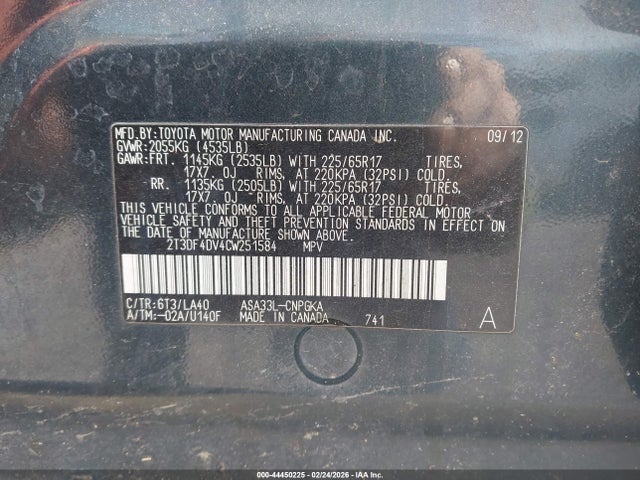 MFD.BY:TOYOTA MOTOR MANUFACTURING CANADA INC. 09/12
GVWR:2055KG (4535LB)
GAWR:FRT. 1145KG (2535LB) WITH 225/65R17 TIRES,
17X7. 0J RIMS, AT 220KPA (32PSI) COLD.
RR. 1135KG (2505LB) WITH 225/65R17 TIRES,
17X7. 0J RIMS, AT 220KPA (32PSI) COLD.
THIS VEHICLE CONFORMS TO ALL APPLICABLE FEDERAL MOTOR
VEHICLE SAFETY AND THEFT PREVENTION STANDARDS IN EFFECT ON
THE DATE OF MANUFACTURE SHOWN ABOVE.
2T3DF4DV4CW251584 MPV
C/TR:6T3/LA40 ASA33L-CNPGKA
A/TM:-02A/U140F MADE IN CANADA 741 A
000-44450225 - 02/24/2026 - IAA